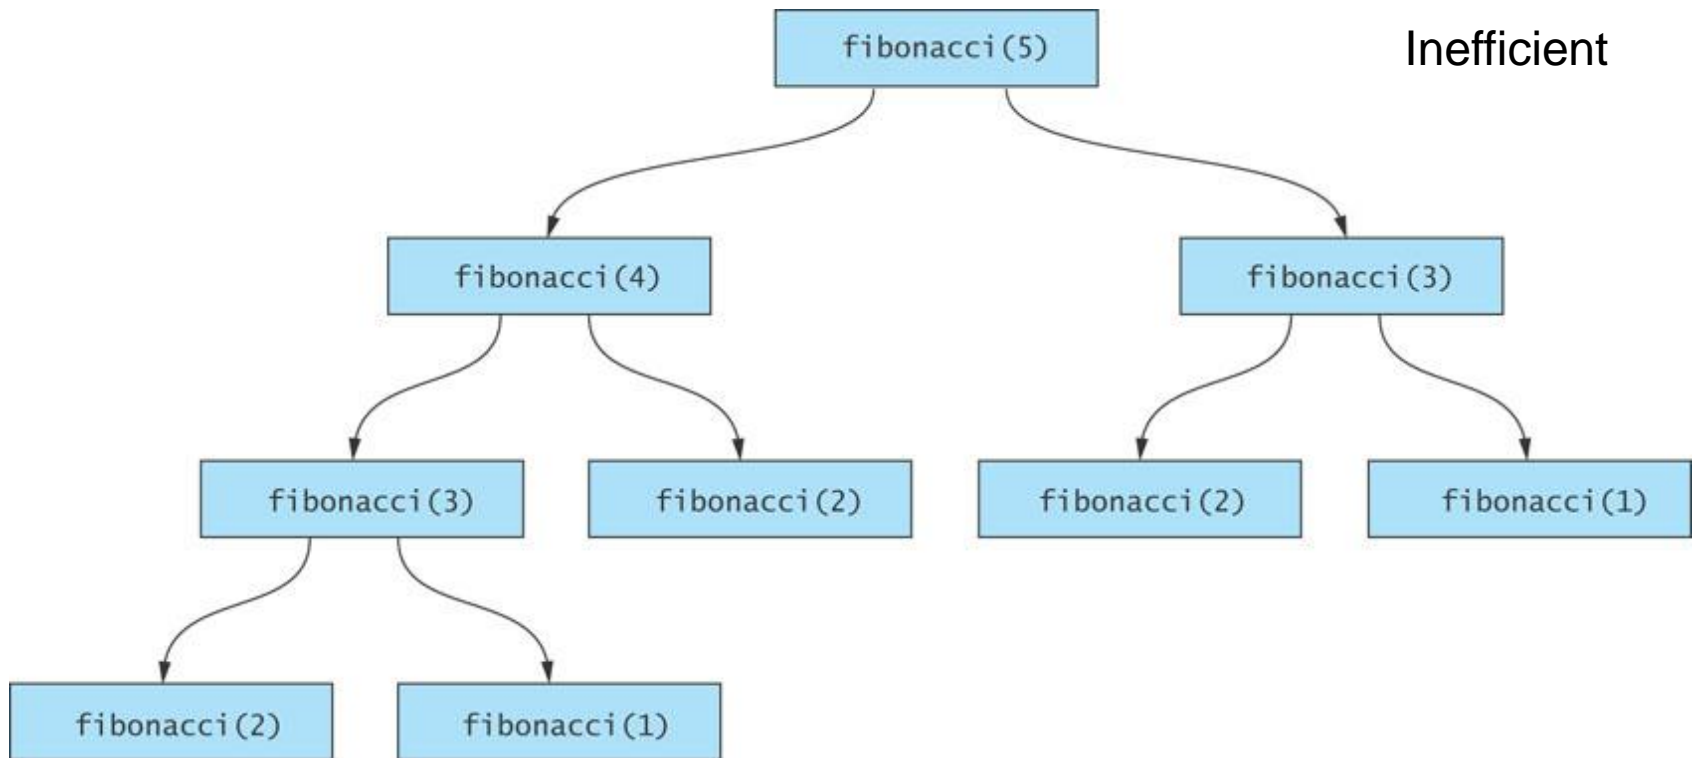 Inefficient
fibonacci(5)
fibonacci(4)
fibonacci(3)
fibonacci(3)
fibonacci(2)
fibonacci(2)
fibonacci(1)
fibonacci(2)
fibonacci(1)